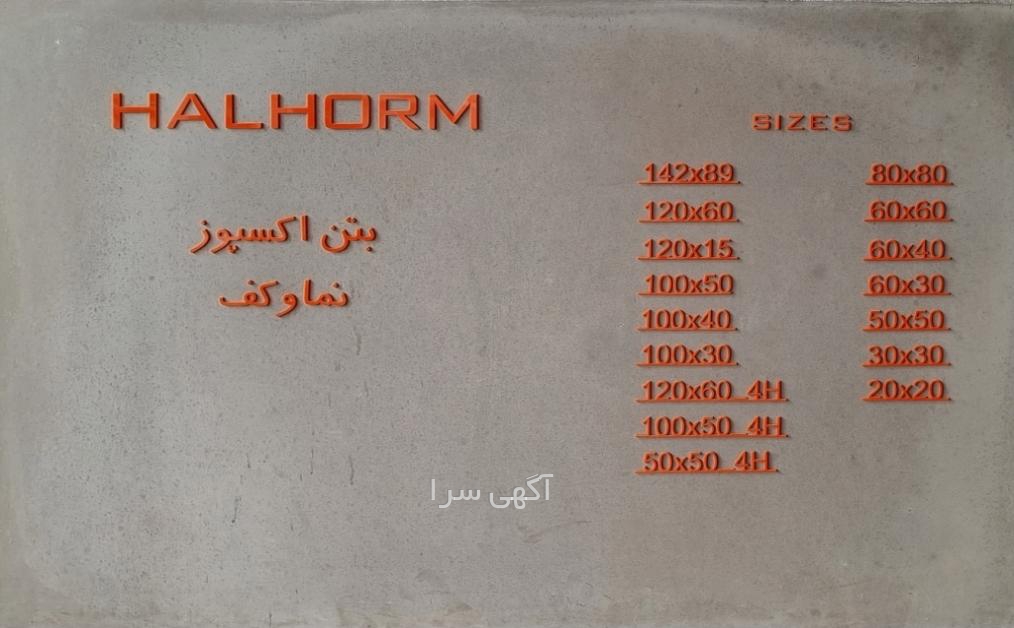 HALHORM
بتن اکسپوز
نما و کف
SIZES
142x89
120x60
120x15
100x50
100x40
100x30
120x60 4H
100x50 4H
50x50 4H
80x80
60x60
60x40
60x30
50x50
30x30
20x20
آگهی سرا